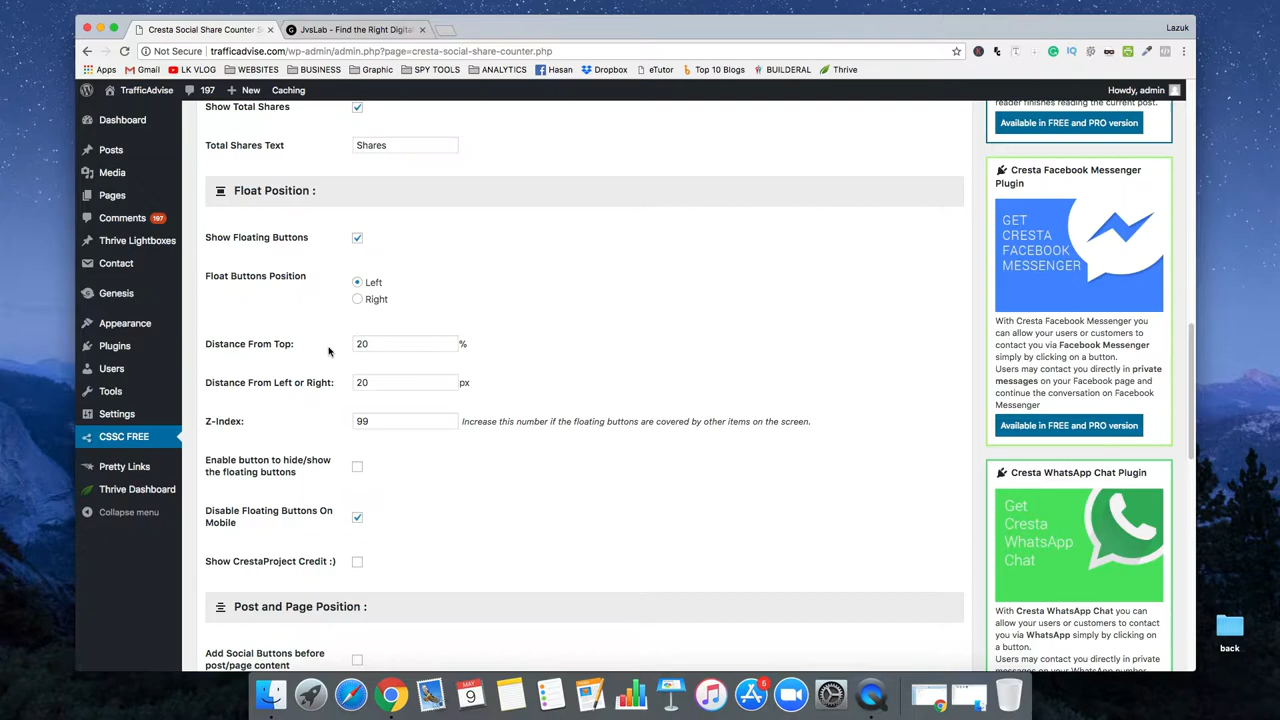 Cresta Social Share Counter S
JvsLab - Find the Right Digita
Lazuk
Not Secure
trafficadvise.com/wp-admin/admin.php?page=cresta-social-share-counter.php
Apps
Gmail
LK VLOG
WEBSITES
BUSINESS
Graphic
SPY TOOLS
ANALYTICS
Hasan
Dropbox
eTutor
Top 10 Blogs
BUILDERAL
Thrive
TrafficAdvise
197
New
Caching
Howdy, admin
Dashboard
Posts
Media
Pages
Comments 197
Thrive Lightboxes
Contact
Genesis
Appearance
Plugins
Users
Tools
Settings
CSSC FREE
Pretty Links
Thrive Dashboard
Collapse menu
Show Total Shares
Total Shares Text
Shares
Float Position :
Show Floating Buttons
Float Buttons Position
Left
Right
Distance From Top:
20
%
Distance From Left or Right:
20
px
Z-Index:
99
Increase this number if the floating buttons are covered by other items on the screen.
Enable button to hide/show
the floating buttons
Disable Floating Buttons On
Mobile
Show CrestaProject Credit :)
Post and Page Position :
Add Social Buttons before
post/page content
reader finishes reading the current post.
Available in FREE and PRO version
Cresta Facebook Messenger
Plugin
GET
CRESTA
FACEBOOK
MESSENGER
With Cresta Facebook Messenger you
can allow your users or customers to
contact you via Facebook Messenger
simply by clicking on a button.
Users may contact you directly in private
messages on your Facebook page and
continue the conversation on Facebook
Messenger
Available in FREE and PRO version
Cresta WhatsApp Chat Plugin
Get
Cresta
WhatsApp
Chat
With Cresta WhatsApp Chat you can
allow your users or customers to contact
you via WhatsApp simply by clicking on
a button.
Users may contact you directly in private
messages on your WhatsApp number
back
MAY
9
5